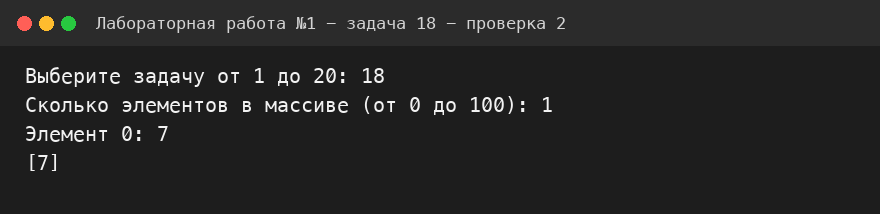 Лабораторная работа №1 — задача 18 — проверка 2
Выберите задачу от 1 до 20: 18
Сколько элементов в массиве (от 0 до 100): 1
Элемент 0: 7
[7]